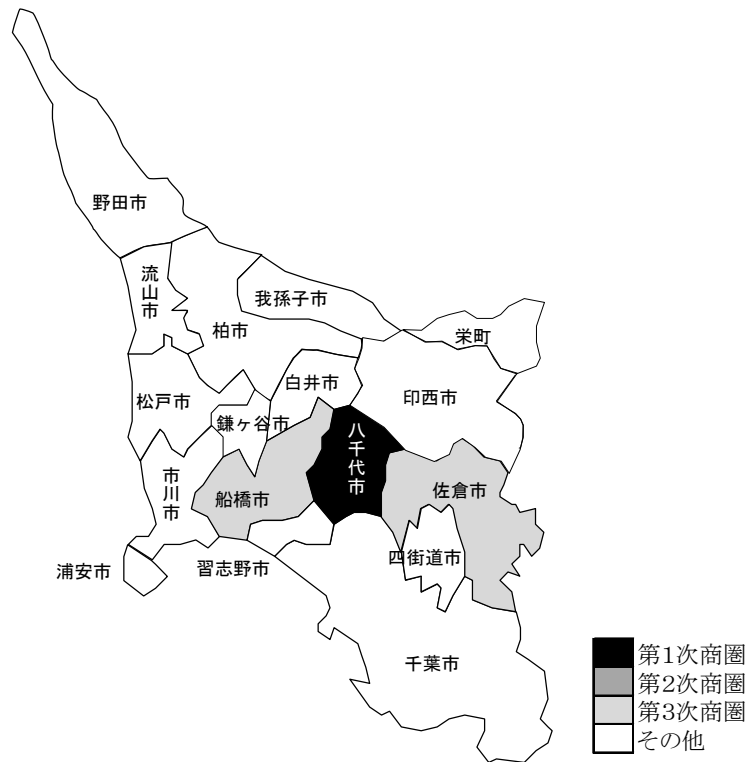 野田市
流山市
我孫子市
柏市
栄町
白井市
印西市
松戸市
鎌ヶ谷市
八千代市
市川市
船橋市
佐倉市
四街道市
浦安市
習志野市
千葉市
第1次商圏
第2次商圏
第3次商圏
その他